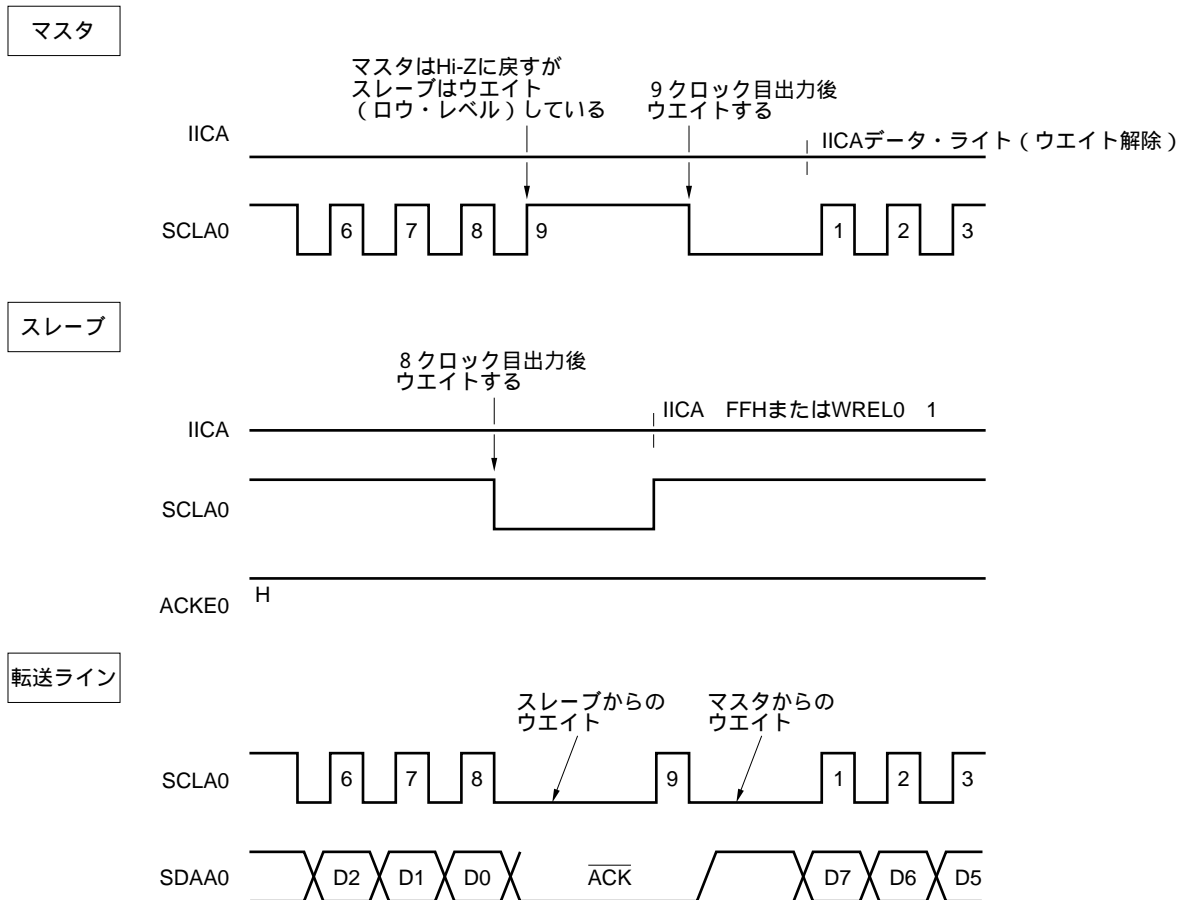 マスタ
マスタはHi-Zに戻すが
スレーブはウエイト
（ロウ・レベル）している
9クロック目出力後
ウエイトする
IICA
IICAデータ・ライト（ウエイト解除）
SCLA0
6 7 8 9 1 2 3
スレーブ
8クロック目出力後
ウエイトする
IICA FFHまたはWREL0 1
IICA
SCLA0
ACKE0
H
転送ライン
スレーブからの
ウエイト
マスタからの
ウエイト
SCLA0
6 7 8 9 1 2 3
SDAA0
D2 D1 D0 ACK D7 D6 D5